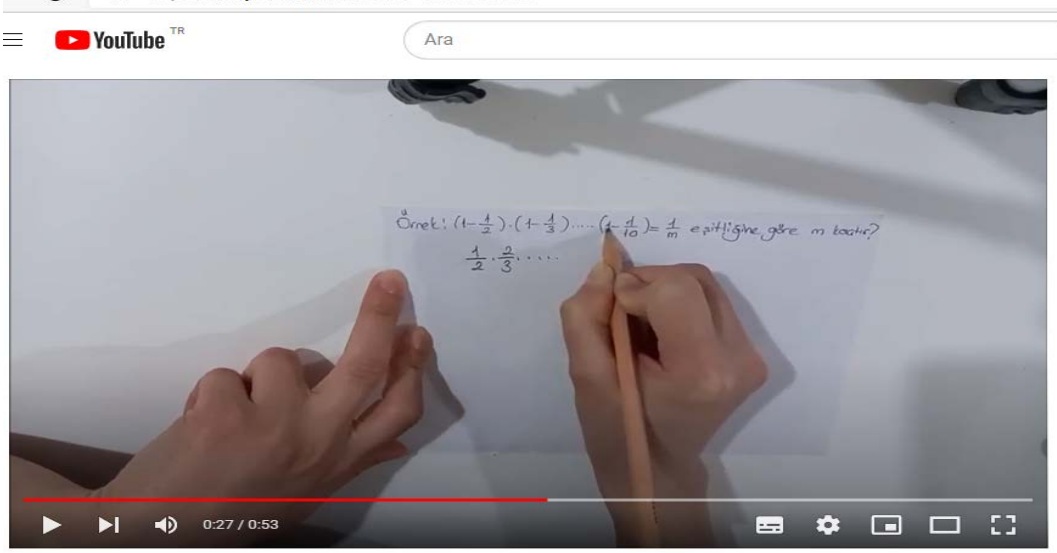 YouTube TR
Ara
Örnek: (1-1/2).(1-1/3).....(1-1/10)=1/m eşitliğine göre m kaçtır?
1/2.2/3.....
0:27 / 0:53